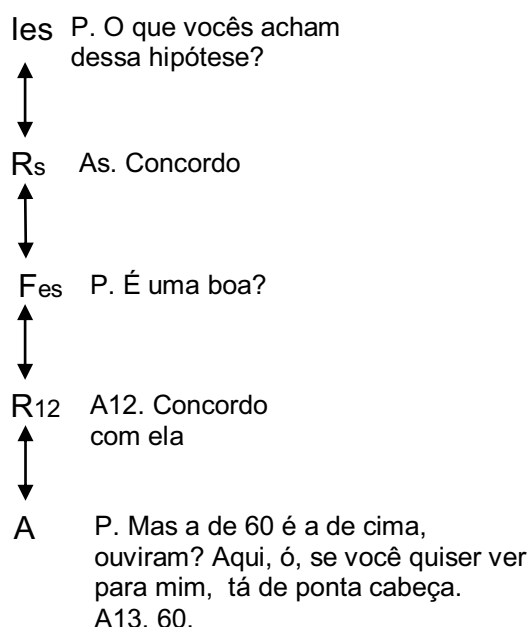 Ies P. O que vocês acham
dessa hipótese?
Rs As. Concordo
Fes P. É uma boa?
R12 A12. Concordo
com ela
A P. Mas a de 60 é a de cima,
ouviram? Aqui, ó, se você quiser ver
para mim, tá de ponta cabeça.
A13. 60.